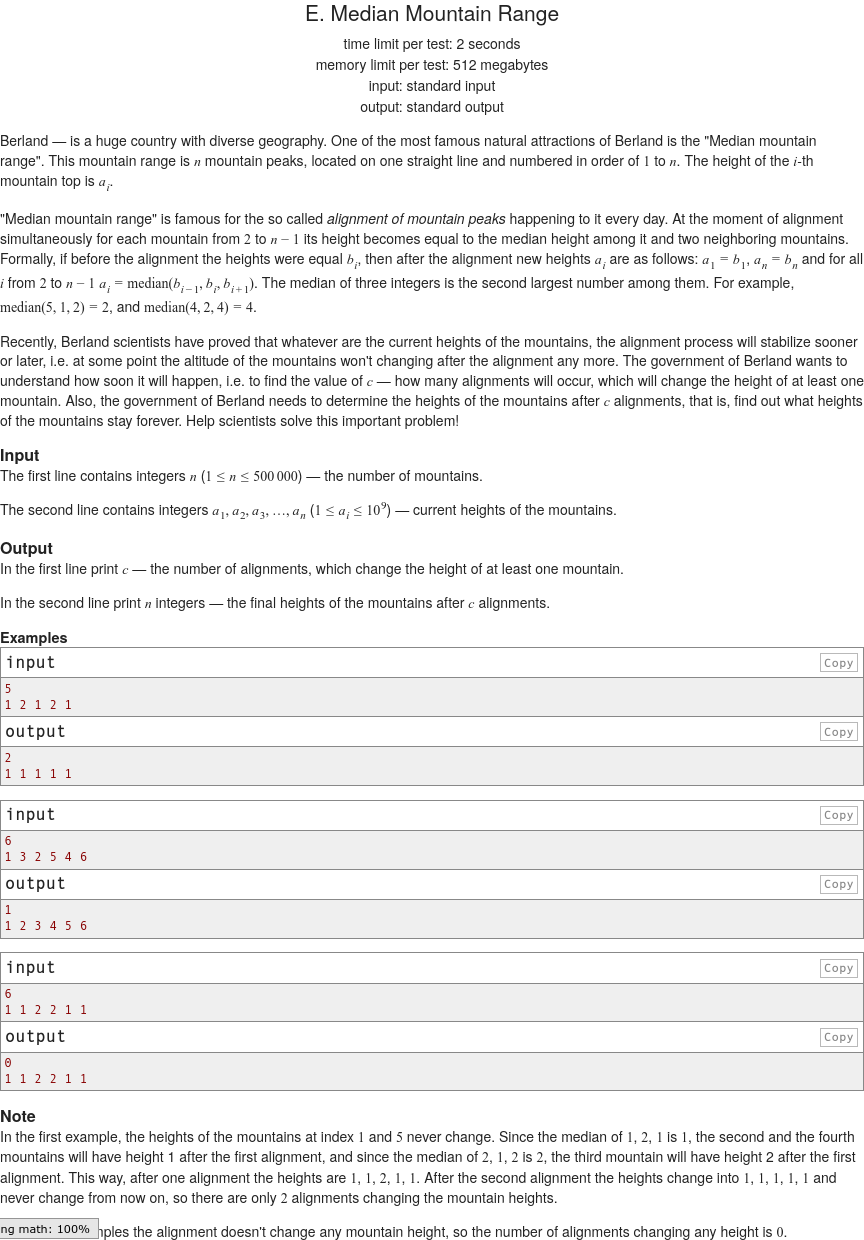 E. Median Mountain Range
time limit per test: 2 seconds
memory limit per test: 512 megabytes
input: standard input
output: standard output
Berland — is a huge country with diverse geography. One of the most famous natural attractions of Berland is the "Median mountain
range". This mountain range is n mountain peaks, located on one straight line and numbered in order of 1 to n. The height of the i-th
mountain top is a_i.
"Median mountain range" is famous for the so called alignment of mountain peaks happening to it every day. At the moment of alignment
simultaneously for each mountain from 2 to n − 1 its height becomes equal to the median height among it and two neighboring mountains.
Formally, if before the alignment the heights were equal b_i, then after the alignment new heights a_i are as follows: a_1 = b_1, a_n = b_n and for all
i from 2 to n − 1 a_i = median(b_{i−1}, b_i, b_{i+1}). The median of three integers is the second largest number among them. For example,
median(5, 1, 2) = 2, and median(4, 2, 4) = 4.
Recently, Berland scientists have proved that whatever are the current heights of the mountains, the alignment process will stabilize sooner
or later, i.e. at some point the altitude of the mountains won't changing after the alignment any more. The government of Berland wants to
understand how soon it will happen, i.e. to find the value of c — how many alignments will occur, which will change the height of at least one
mountain. Also, the government of Berland needs to determine the heights of the mountains after c alignments, that is, find out what heights
of the mountains stay forever. Help scientists solve this important problem!
Input
The first line contains integers n (1 ≤ n ≤ 500 000) — the number of mountains.
The second line contains integers a_1, a_2, a_3, ..., a_n (1 ≤ a_i ≤ 10^9) — current heights of the mountains.
Output
In the first line print c — the number of alignments, which change the height of at least one mountain.
In the second line print n integers — the final heights of the mountains after c alignments.
Examples
input
Copy
5
1 2 1 2 1
output
Copy
2
1 1 1 1 1
input
Copy
6
1 3 2 5 4 6
output
Copy
1
1 2 3 4 5 6
input
Copy
6
1 1 2 2 1 1
output
Copy
0
1 1 2 2 1 1
Note
In the first example, the heights of the mountains at index 1 and 5 never change. Since the median of 1, 2, 1 is 1, the second and the fourth
mountains will have height 1 after the first alignment, and since the median of 2, 1, 2 is 2, the third mountain will have height 2 after the first
alignment. This way, after one alignment the heights are 1, 1, 2, 1, 1. After the second alignment the heights change into 1, 1, 1, 1, 1 and
never change from now on, so there are only 2 alignments changing the mountain heights.
ng math: 100%
mples the alignment doesn't change any mountain height, so the number of alignments changing any height is 0.